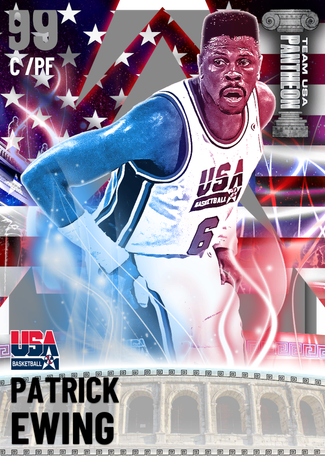 99
C/PF
TEAM USA
PANTHEON
USA
BASKETBALL
6
USA
BASKETBALL
PATRICK
EWING